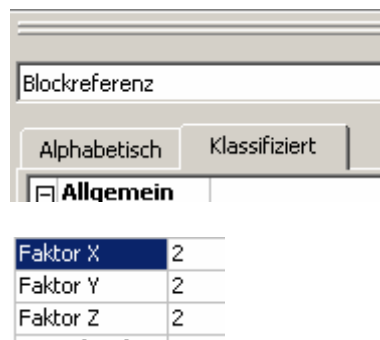 Blockreferenz
Alphabetisch Klassifiziert
Allgemein
Faktor X 2
Faktor Y 2
Faktor Z 2